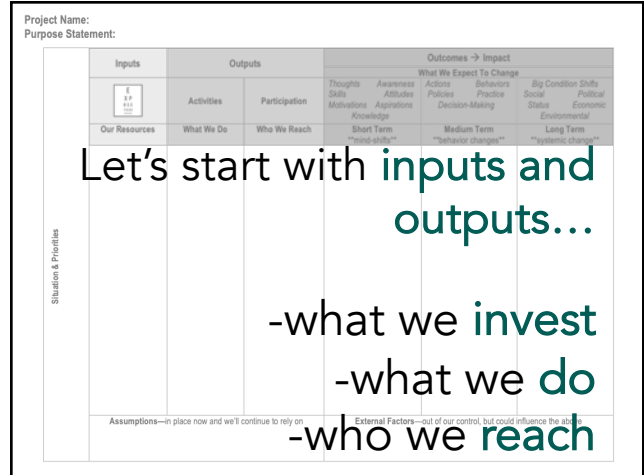 Project Name:
Purpose Statement:
Inputs
Outputs
Outcomes → Impact
What We Expect To Change
Activities
Participation
Thoughts Awareness
Skills Attitudes
Motivations Aspirations
Knowledge
Actions Behaviors
Policies Practice
Decision-Making
Big Condition Shifts
Social Political
Status Economic
Environmental
Our Resources
What We Do
Who We Reach
Short Term
**mind-shifts**
Medium Term
**behavior changes**
Long Term
**systemic change**
Situation & Priorities
Let's start with inputs and
outputs...
-what we invest
-what we do
-who we reach
Assumptions—in place now and we'll continue to rely on
External Factors—out of our control, but could influence the above